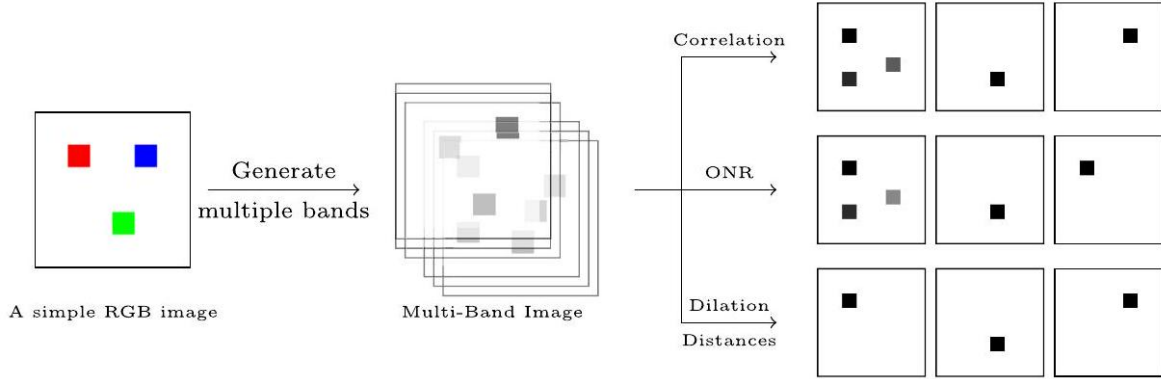 Correlation
Generate
multiple bands
ONR
A simple RGB image
Multi-Band Image
Dilation
Distances